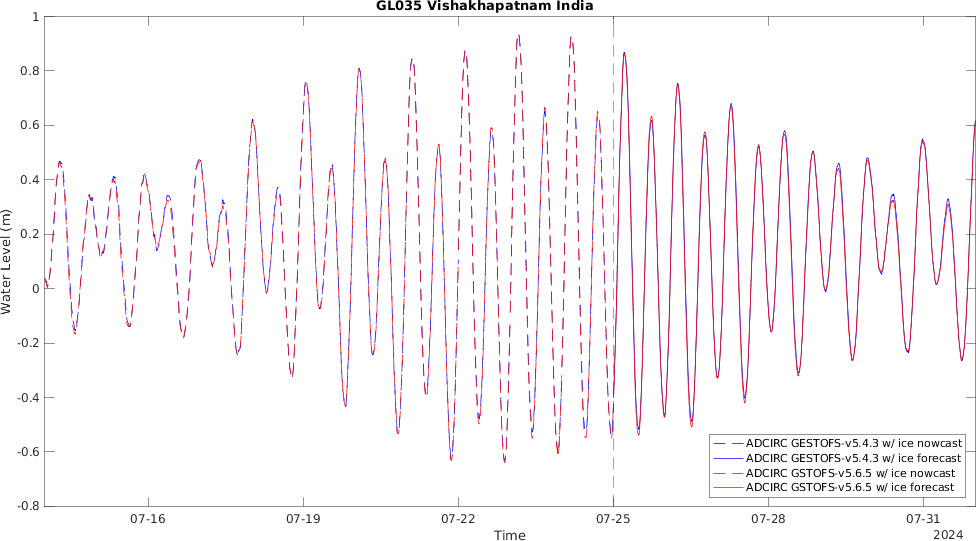 GL035 Vishakhapatnam India
1
0.8
0.6
0.4
0.2
0
-0.2
-0.4
-0.6
-0.8
Water Level (m)
07-16 07-19 07-22 07-25 07-28 07-31
Time
2024
ADCIRC GESTOFS-v5.4.3 w/ ice nowcast
ADCIRC GESTOFS-v5.4.3 w/ ice forecast
ADCIRC GSTOFS-v5.6.5 w/ ice nowcast
ADCIRC GSTOFS-v5.6.5 w/ ice forecast